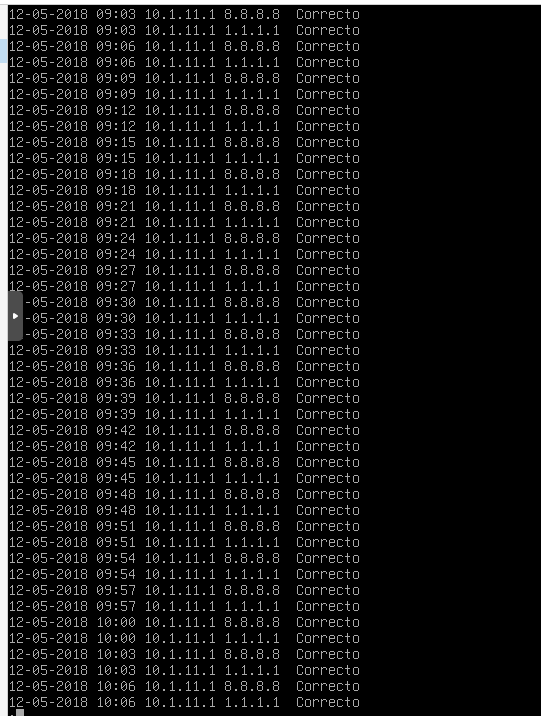 12-05-2018 09:03 10.1.11.1 8.8.8.8  Correcto
12-05-2018 09:03 10.1.11.1 1.1.1.1  Correcto
12-05-2018 09:06 10.1.11.1 8.8.8.8  Correcto
12-05-2018 09:06 10.1.11.1 1.1.1.1  Correcto
12-05-2018 09:09 10.1.11.1 8.8.8.8  Correcto
12-05-2018 09:09 10.1.11.1 1.1.1.1  Correcto
12-05-2018 09:12 10.1.11.1 8.8.8.8  Correcto
12-05-2018 09:12 10.1.11.1 1.1.1.1  Correcto
12-05-2018 09:15 10.1.11.1 8.8.8.8  Correcto
12-05-2018 09:15 10.1.11.1 1.1.1.1  Correcto
12-05-2018 09:18 10.1.11.1 8.8.8.8  Correcto
12-05-2018 09:18 10.1.11.1 1.1.1.1  Correcto
12-05-2018 09:21 10.1.11.1 8.8.8.8  Correcto
12-05-2018 09:21 10.1.11.1 1.1.1.1  Correcto
12-05-2018 09:24 10.1.11.1 8.8.8.8  Correcto
12-05-2018 09:24 10.1.11.1 1.1.1.1  Correcto
12-05-2018 09:27 10.1.11.1 8.8.8.8  Correcto
12-05-2018 09:27 10.1.11.1 1.1.1.1  Correcto
-05-2018 09:30 10.1.11.1 8.8.8.8  Correcto
-05-2018 09:30 10.1.11.1 1.1.1.1  Correcto
-05-2018 09:33 10.1.11.1 8.8.8.8  Correcto
12-05-2018 09:33 10.1.11.1 1.1.1.1  Correcto
12-05-2018 09:36 10.1.11.1 8.8.8.8  Correcto
12-05-2018 09:36 10.1.11.1 1.1.1.1  Correcto
12-05-2018 09:39 10.1.11.1 8.8.8.8  Correcto
12-05-2018 09:39 10.1.11.1 1.1.1.1  Correcto
12-05-2018 09:42 10.1.11.1 8.8.8.8  Correcto
12-05-2018 09:42 10.1.11.1 1.1.1.1  Correcto
12-05-2018 09:45 10.1.11.1 8.8.8.8  Correcto
12-05-2018 09:45 10.1.11.1 1.1.1.1  Correcto
12-05-2018 09:48 10.1.11.1 8.8.8.8  Correcto
12-05-2018 09:48 10.1.11.1 1.1.1.1  Correcto
12-05-2018 09:51 10.1.11.1 8.8.8.8  Correcto
12-05-2018 09:51 10.1.11.1 1.1.1.1  Correcto
12-05-2018 09:54 10.1.11.1 8.8.8.8  Correcto
12-05-2018 09:54 10.1.11.1 1.1.1.1  Correcto
12-05-2018 09:57 10.1.11.1 8.8.8.8  Correcto
12-05-2018 09:57 10.1.11.1 1.1.1.1  Correcto
12-05-2018 10:00 10.1.11.1 8.8.8.8  Correcto
12-05-2018 10:00 10.1.11.1 1.1.1.1  Correcto
12-05-2018 10:03 10.1.11.1 8.8.8.8  Correcto
12-05-2018 10:03 10.1.11.1 1.1.1.1  Correcto
12-05-2018 10:06 10.1.11.1 8.8.8.8  Correcto
12-05-2018 10:06 10.1.11.1 1.1.1.1  Correcto